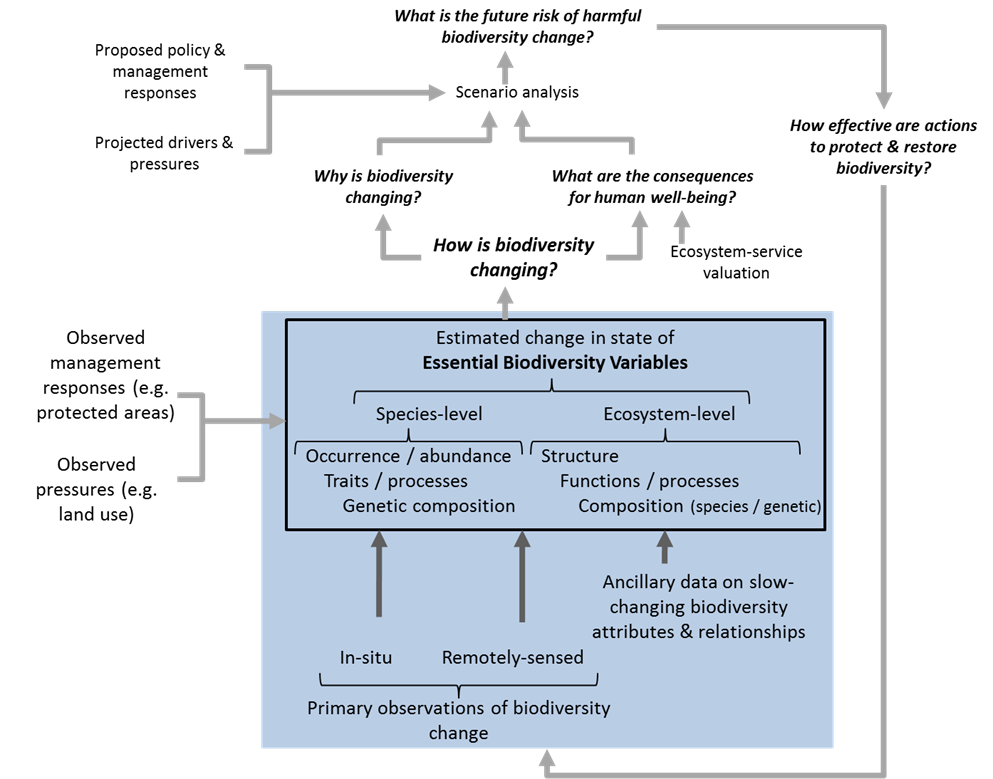 What is the future risk of harmful
biodiversity change?
Proposed policy &
management
responses
Scenario analysis
Projected drivers &
pressures
How effective are actions
to protect & restore
biodiversity?
Why is biodiversity
changing?
What are the consequences
for human well-being?
How is biodiversity
changing?
Ecosystem-service
valuation
Observed
management
responses (e.g.
protected areas)
Observed
pressures (e.g.
land use)
Estimated change in state of
Essential Biodiversity Variables
Species-level
Ecosystem-level
Occurrence / abundance
Traits / processes
Genetic composition
Structure
Functions / processes
Composition (species / genetic)
Ancillary data on slow-
changing biodiversity
attributes & relationships
In-situ
Remotely-sensed
Primary observations of biodiversity
change